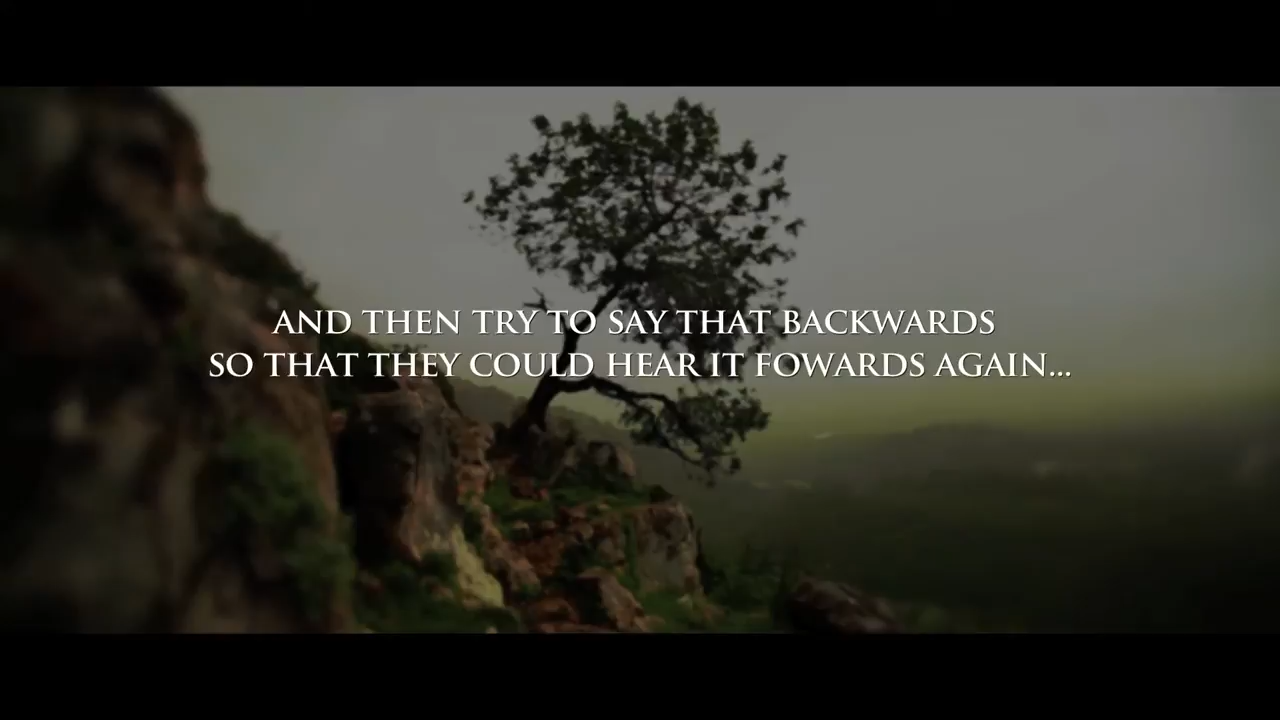 AND THEN TRY TO SAY THAT BACKWARDS
SO THAT THEY COULD HEAR IT FOWARDS AGAIN...